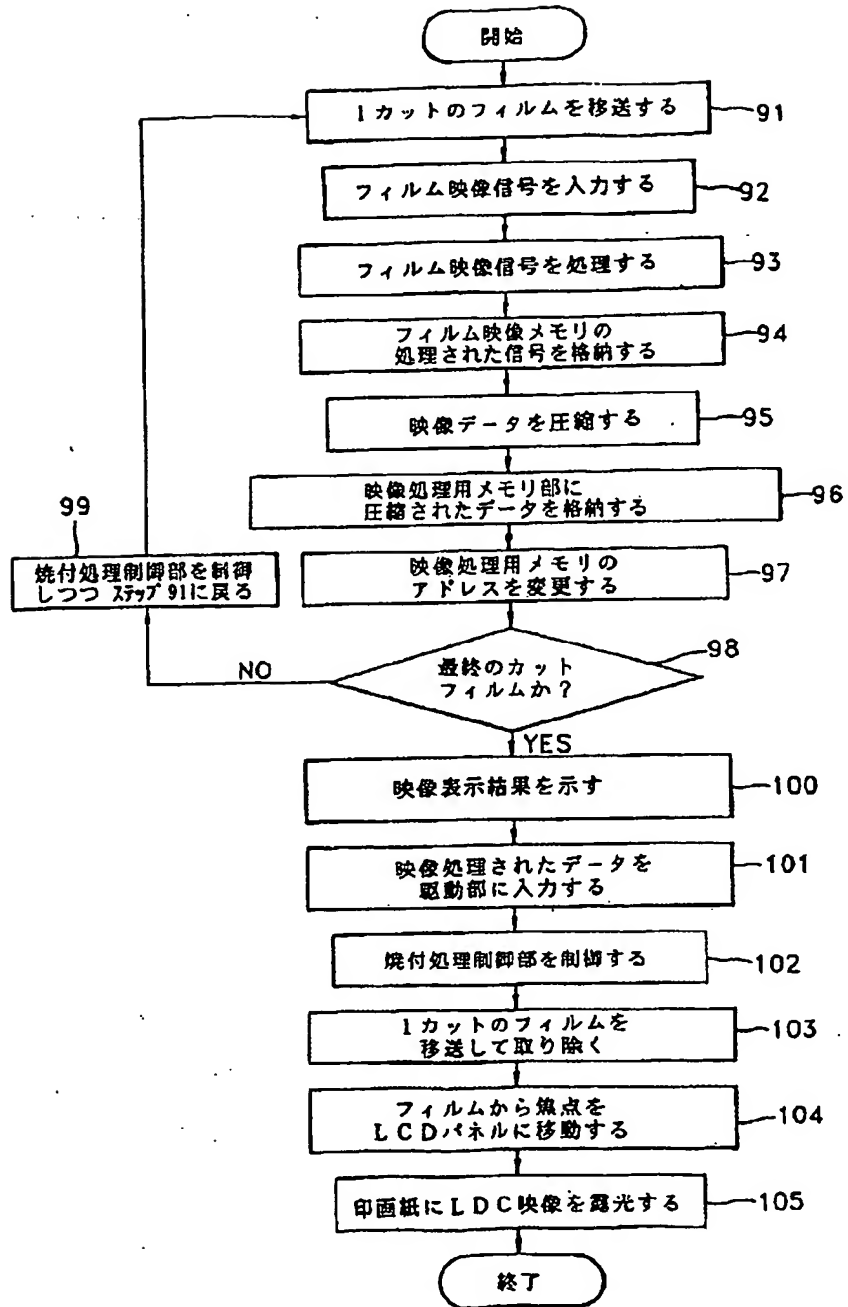 開始
1カットのフィルムを移送する
91
フィルム映像信号を入力する
92
フィルム映像信号を処理する
93
フィルム映像メモリの
処理された信号を格納する
94
映像データを圧縮する
95
映像処理用メモリ部に
圧縮されたデータを格納する
96
映像処理用メモリの
アドレスを変更する
97
最終のカット
フィルムか?
98
NO
99
焼付処理制御部を制御
しつつ ステップ91に戻る
YES
映像表示結果を示す
100
映像処理されたデータを
駆動部に入力する
101
焼付処理制御部を制御する
102
1カットのフィルムを
移送して取り除く
103
フィルムから焦点を
LCDパネルに移動する
104
印画紙にLDC映像を露光する
105
終了